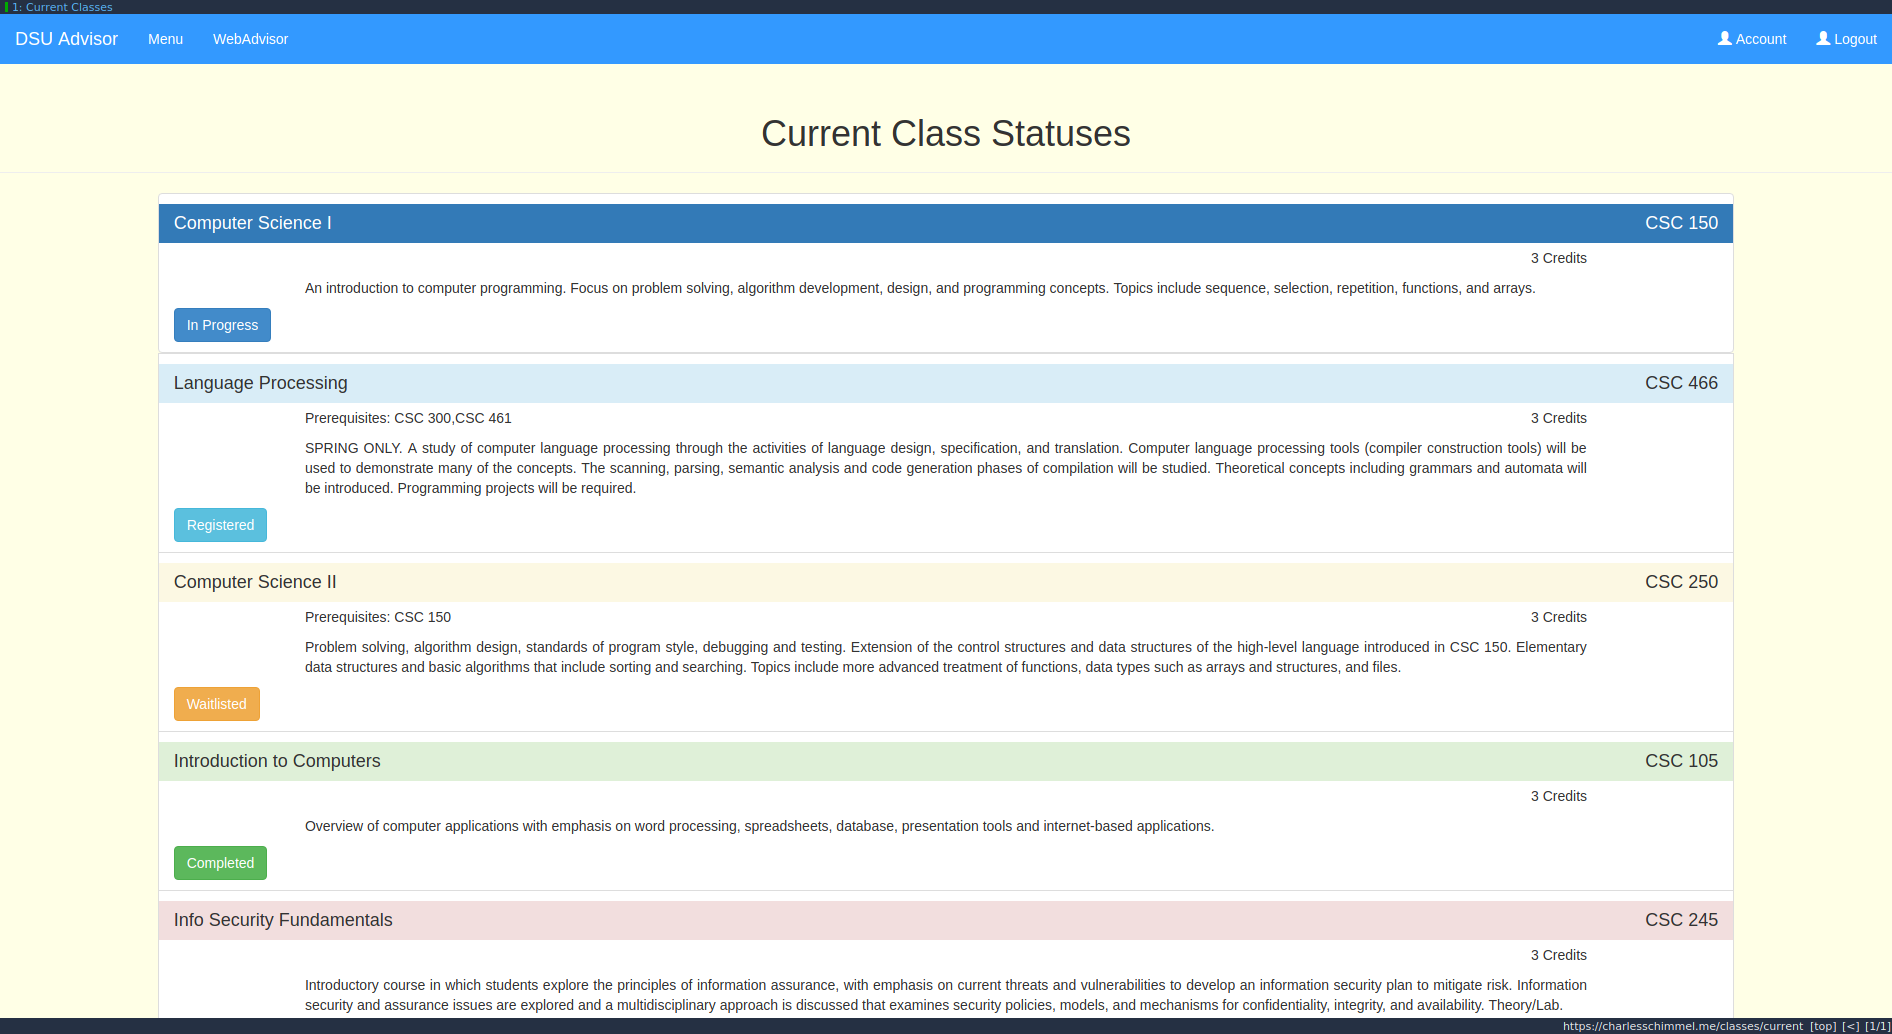 1: Current Classes
DSU Advisor Menu WebAdvisor Account Logout
Current Class Statuses
Computer Science I CSC 150
3 Credits
An introduction to computer programming. Focus on problem solving, algorithm development, design, and programming concepts. Topics include sequence, selection, repetition, functions, and arrays.
In Progress
Language Processing CSC 466
Prerequisites: CSC 300,CSC 461 3 Credits
SPRING ONLY. A study of computer language processing through the activities of language design, specification, and translation. Computer language processing tools (compiler construction tools) will be
used to demonstrate many of the concepts. The scanning, parsing, semantic analysis and code generation phases of compilation will be studied. Theoretical concepts including grammars and automata will
be introduced. Programming projects will be required.
Registered
Computer Science II CSC 250
Prerequisites: CSC 150 3 Credits
Problem solving, algorithm design, standards of program style, debugging and testing. Extension of the control structures and data structures of the high-level language introduced in CSC 150. Elementary
data structures and basic algorithms that include sorting and searching. Topics include more advanced treatment of functions, data types such as arrays and structures, and files.
Waitlisted
Introduction to Computers CSC 105
3 Credits
Overview of computer applications with emphasis on word processing, spreadsheets, database, presentation tools and internet-based applications.
Completed
Info Security Fundamentals CSC 245
3 Credits
Introductory course in which students explore the principles of information assurance, with emphasis on current threats and vulnerabilities to develop an information security plan to mitigate risk. Information
security and assurance issues are explored and a multidisciplinary approach is discussed that examines security policies, models, and mechanisms for confidentiality, integrity, and availability. Theory/Lab.
https://charlesschimmel.me/classes/current [top] [<] [1/1]